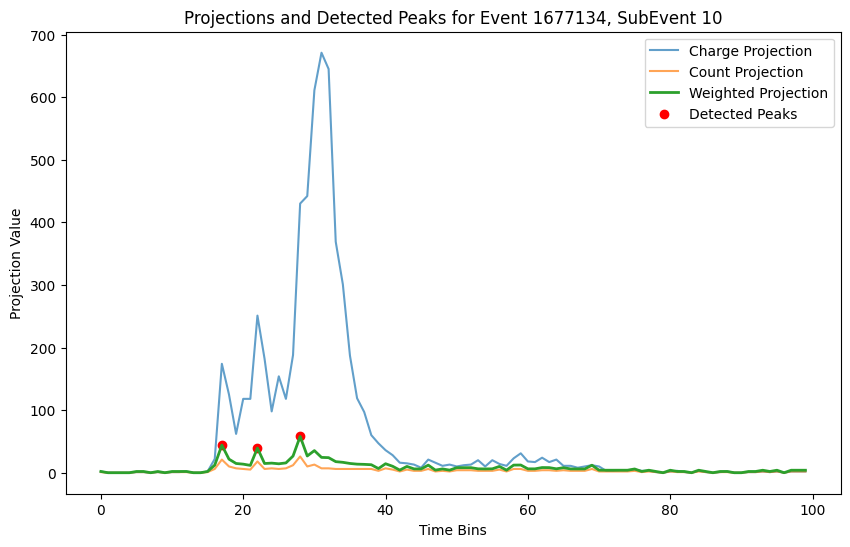 Projections and Detected Peaks for Event 1677134, SubEvent 10
Charge Projection
Count Projection
Weighted Projection
Detected Peaks
Projection Value
700
600
500
400
300
200
100
0
0 20 40 60 80 100
Time Bins